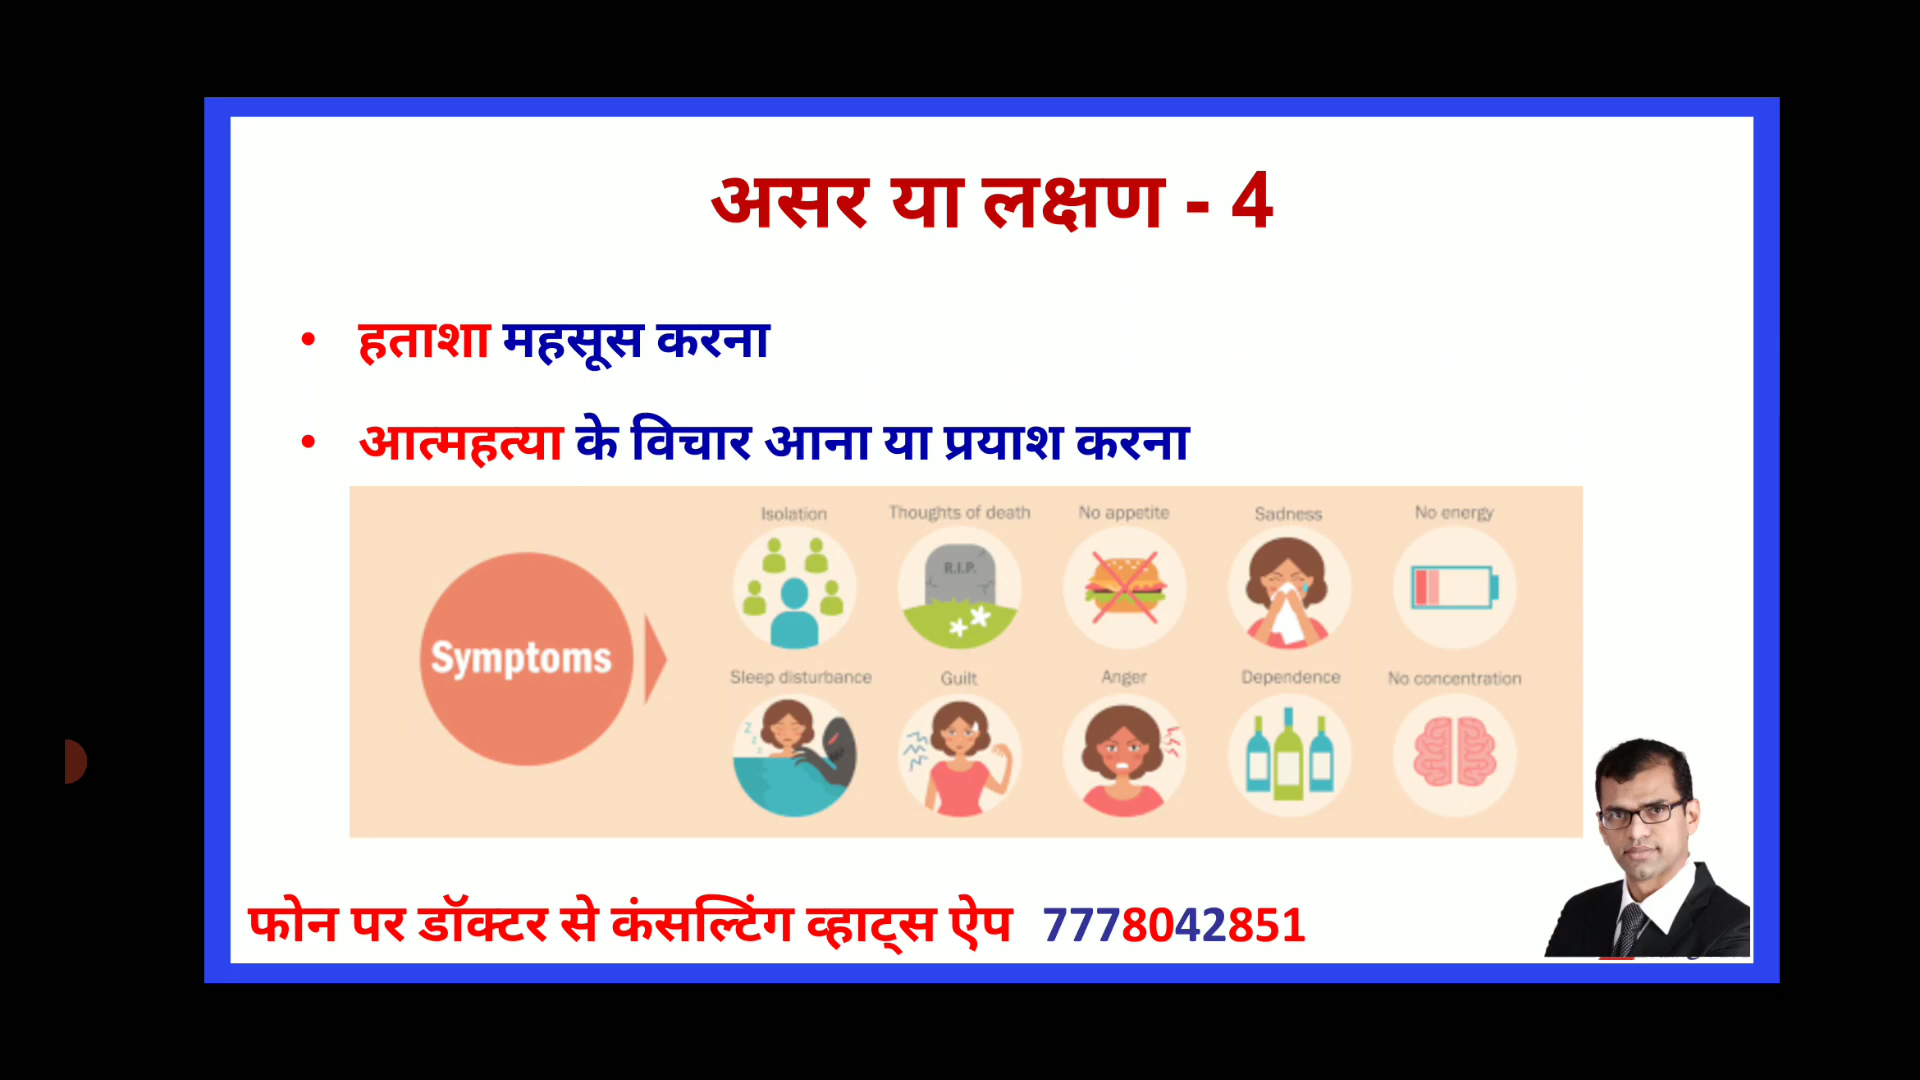 असर या लक्षण - 4
• हताशा महसूस करना
• आत्महत्या के विचार आना या प्रयाश करना
Symptoms
Isolation Thoughts of death No appetite Sadness No energy
R.I.P.
Sleep disturbance Guilt Anger Dependence No concentration
z z z
फोन पर डॉक्टर से कंसल्टिंग व्हाट्स ऐप 7778042851